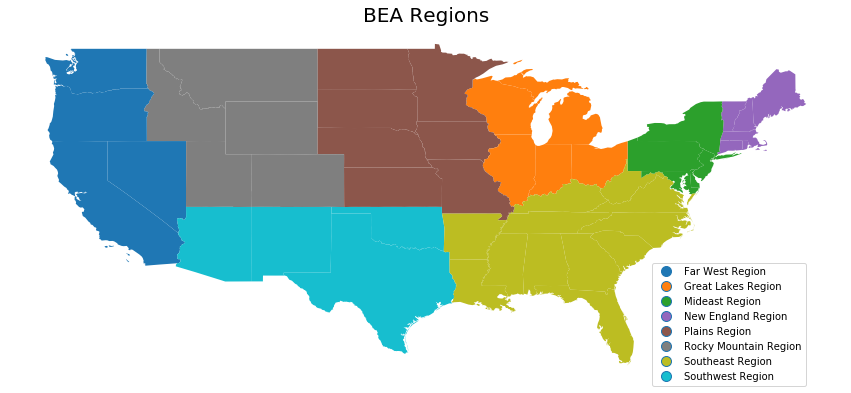 BEA Regions
Far West Region
Great Lakes Region
Mideast Region
New England Region
Plains Region
Rocky Mountain Region
Southeast Region
Southwest Region